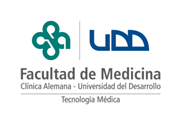 UDD
Facultad de Medicina
Clínica Alemana - Universidad del Desarrollo
Tecnología Médica